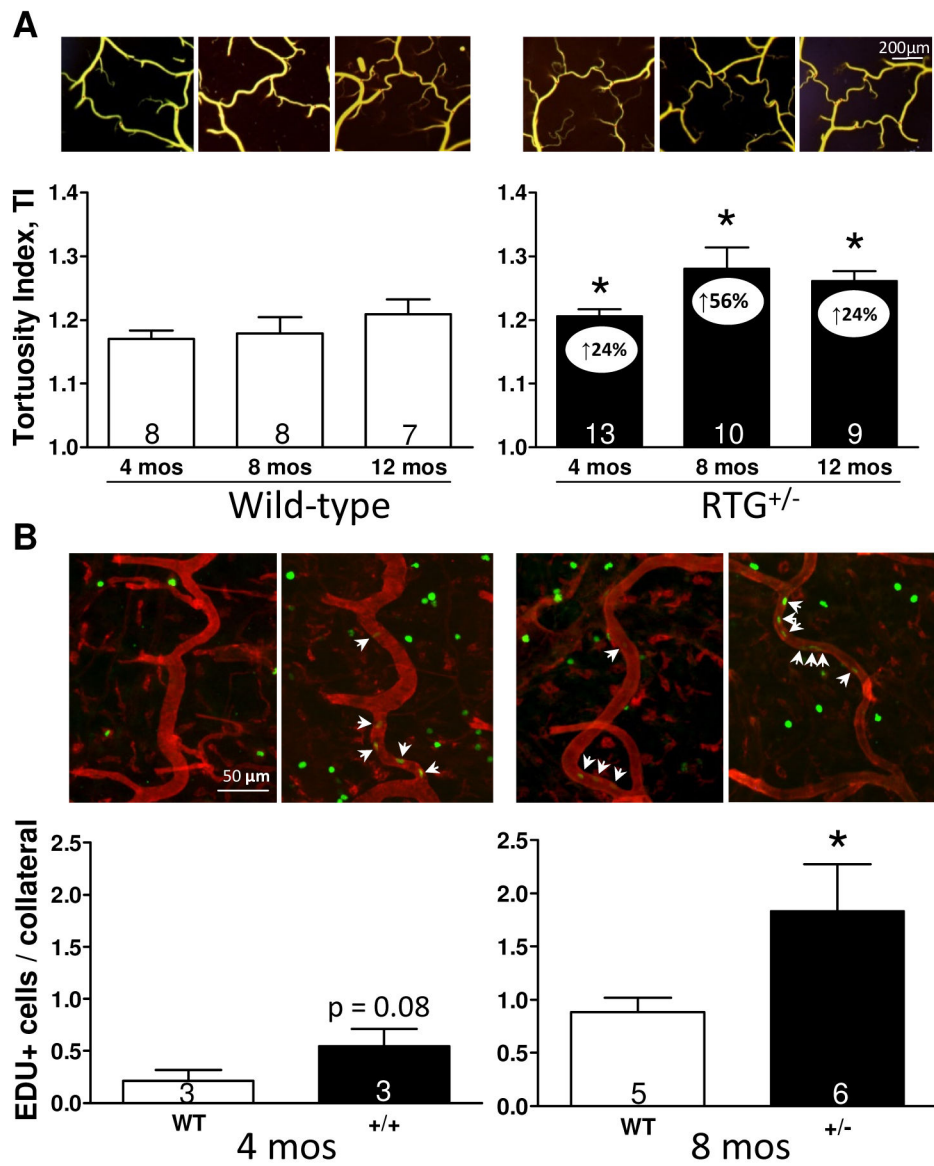 A
200µm
Tortuosity Index, TI
1.4
1.3
1.2
1.1
1.0
8
8
7
4 mos
8 mos
12 mos
Wild-type
1.4
1.3
1.2
1.1
1.0
*
*
*
↑24%
↑56%
↑24%
13
10
9
4 mos
8 mos
12 mos
RTG+/-
B
50 µm
EDU+ cells / collateral
2.5
2.0
1.5
1.0
0.5
0.0
p = 0.08
3
3
WT
+/+
4 mos
2.5
2.0
1.5
1.0
0.5
0.0
*
5
6
WT
+/-
8 mos